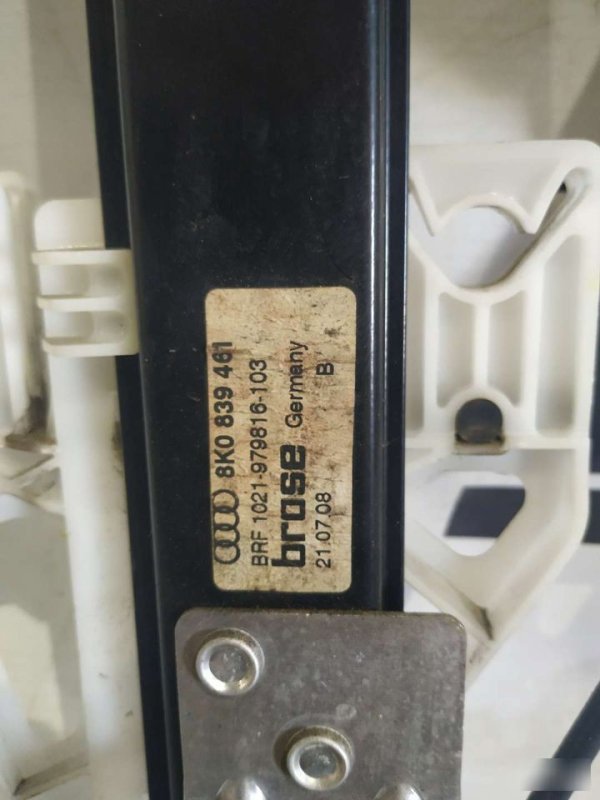 8K0 839 461
BRF 1021-979816-103
brose Germany
21.07.08 B